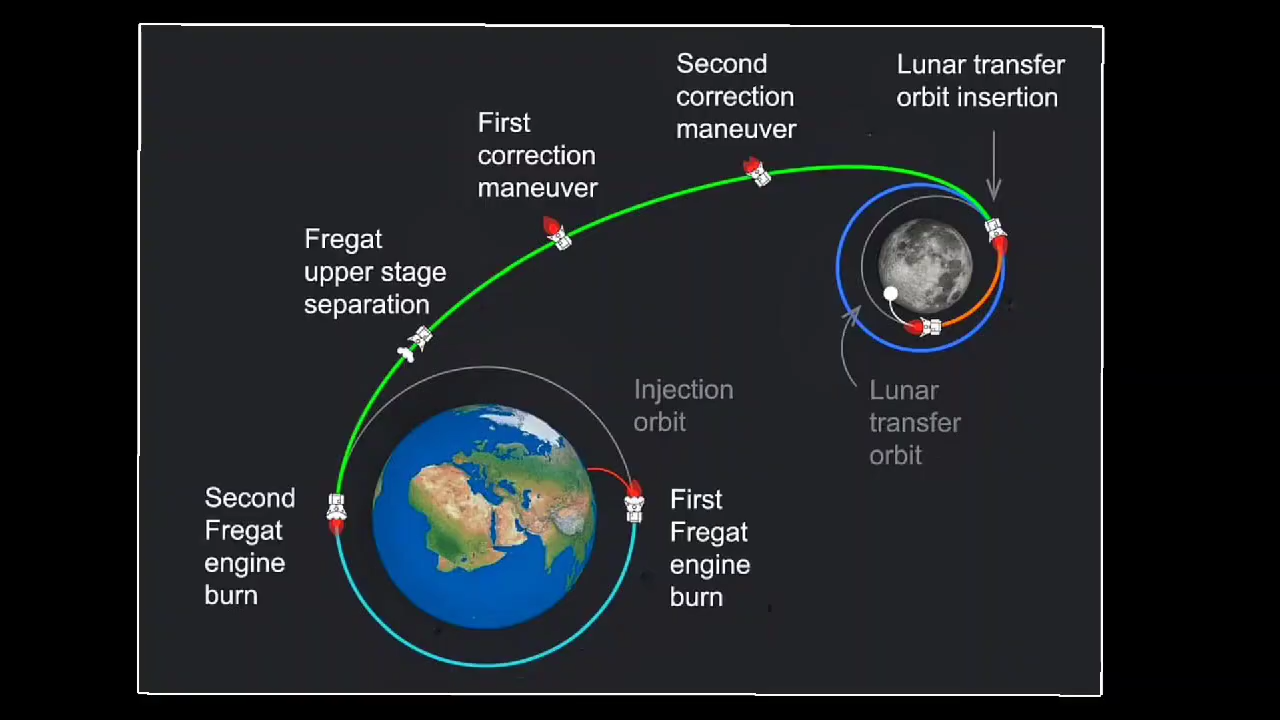 Second
correction
maneuver
Lunar transfer
orbit insertion
First
correction
maneuver
Fregat
upper stage
separation
Injection
orbit
Lunar
transfer
orbit
Second
Fregat
engine
burn
First
Fregat
engine
burn